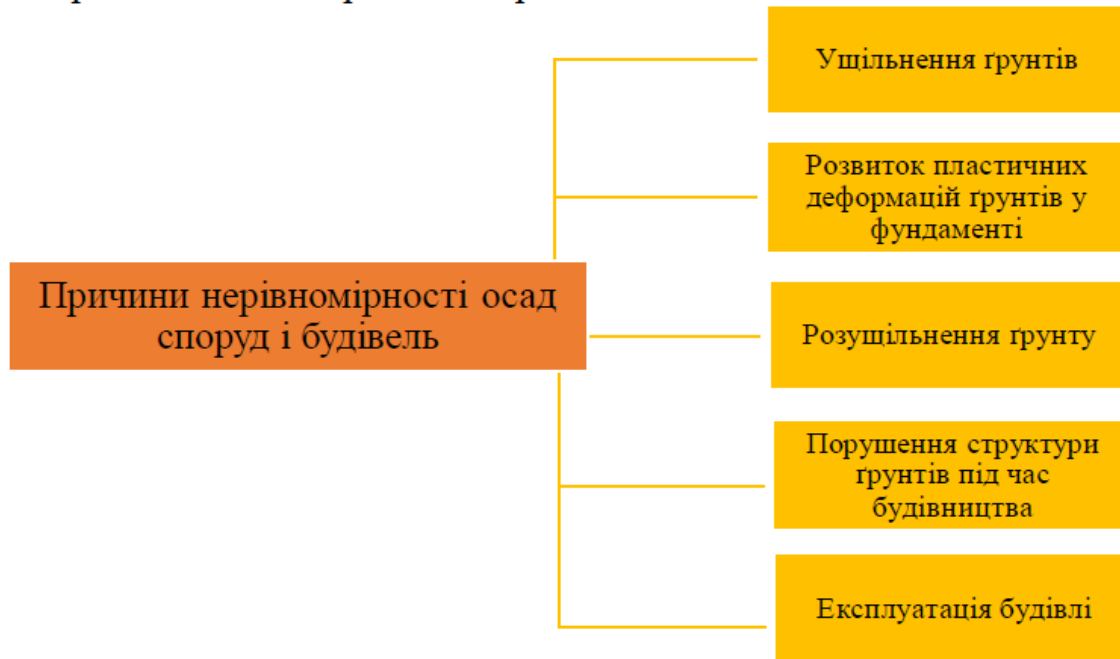 Причини нерівномірності осад
споруд і будівель
Ущільнення ґрунтів
Розвиток пластичних
деформацій ґрунтів у
фундаменті
Розущільнення ґрунту
Порушення структури
ґрунтів під час
будівництва
Експлуатація будівлі